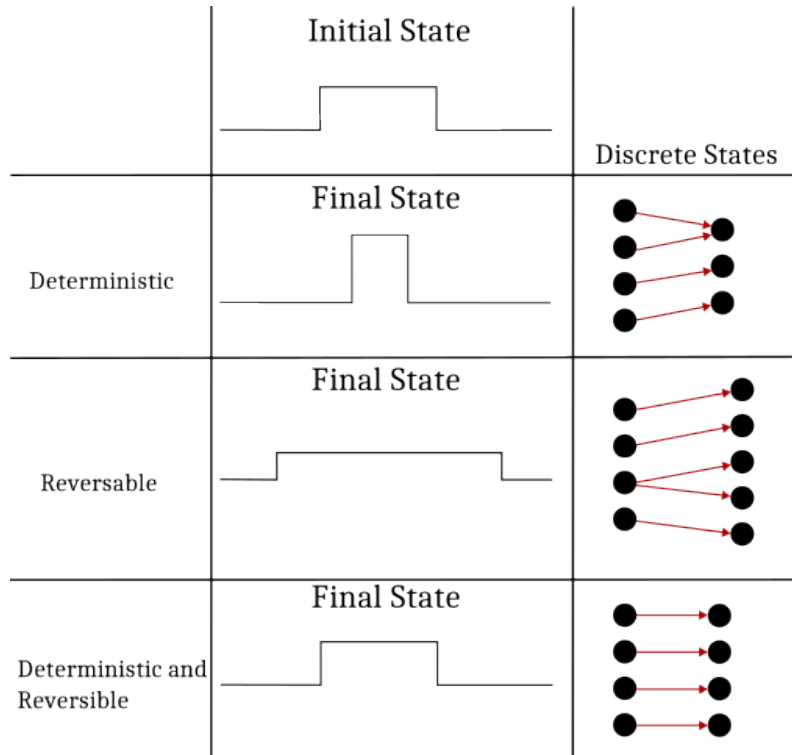 Initial State
Discrete States
Final State
Deterministic
Final State
Reversable
Final State
Deterministic and
Reversible